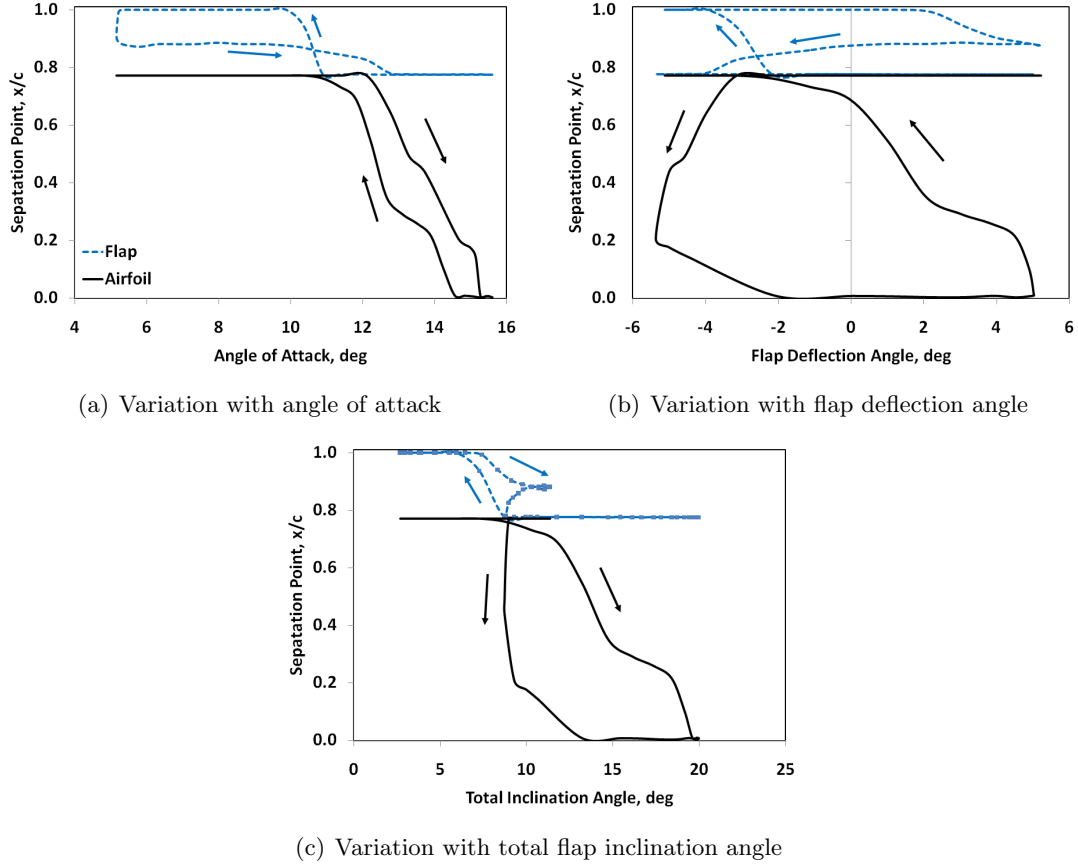 1.0
0.8
0.6
0.4
0.2
0.0
Sepatation Point, x/c
Flap
Airfoil
4 6 8 10 12 14 16
Angle of Attack, deg
(a) Variation with angle of attack
1.0
0.8
0.6
0.4
0.2
0.0
Sepatation Point, x/c
-6 -4 -2 0 2 4 6
Flap Deflection Angle, deg
(b) Variation with flap deflection angle
1.0
0.8
0.6
0.4
0.2
0.0
Sepatation Point, x/c
0 5 10 15 20 25
Total Inclination Angle, deg
(c) Variation with total flap inclination angle